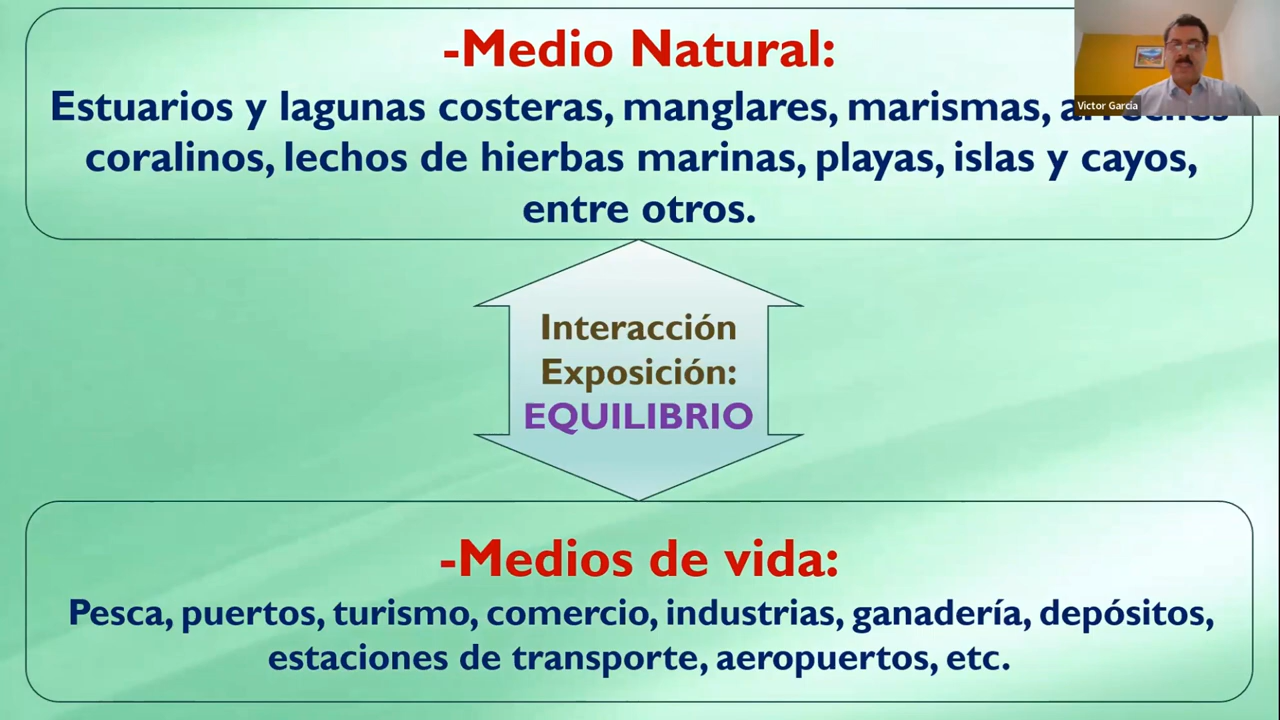 -Medio Natural:
Estuarios y lagunas costeras, manglares, marismas,
coralinos, lechos de hierbas marinas, playas, islas y cayos,
entre otros.
Victor García
Interacción
Exposición:
EQUILIBRIO
-Medios de vida:
Pesca, puertos, turismo, comercio, industrias, ganadería, depósitos,
estaciones de transporte, aeropuertos, etc.